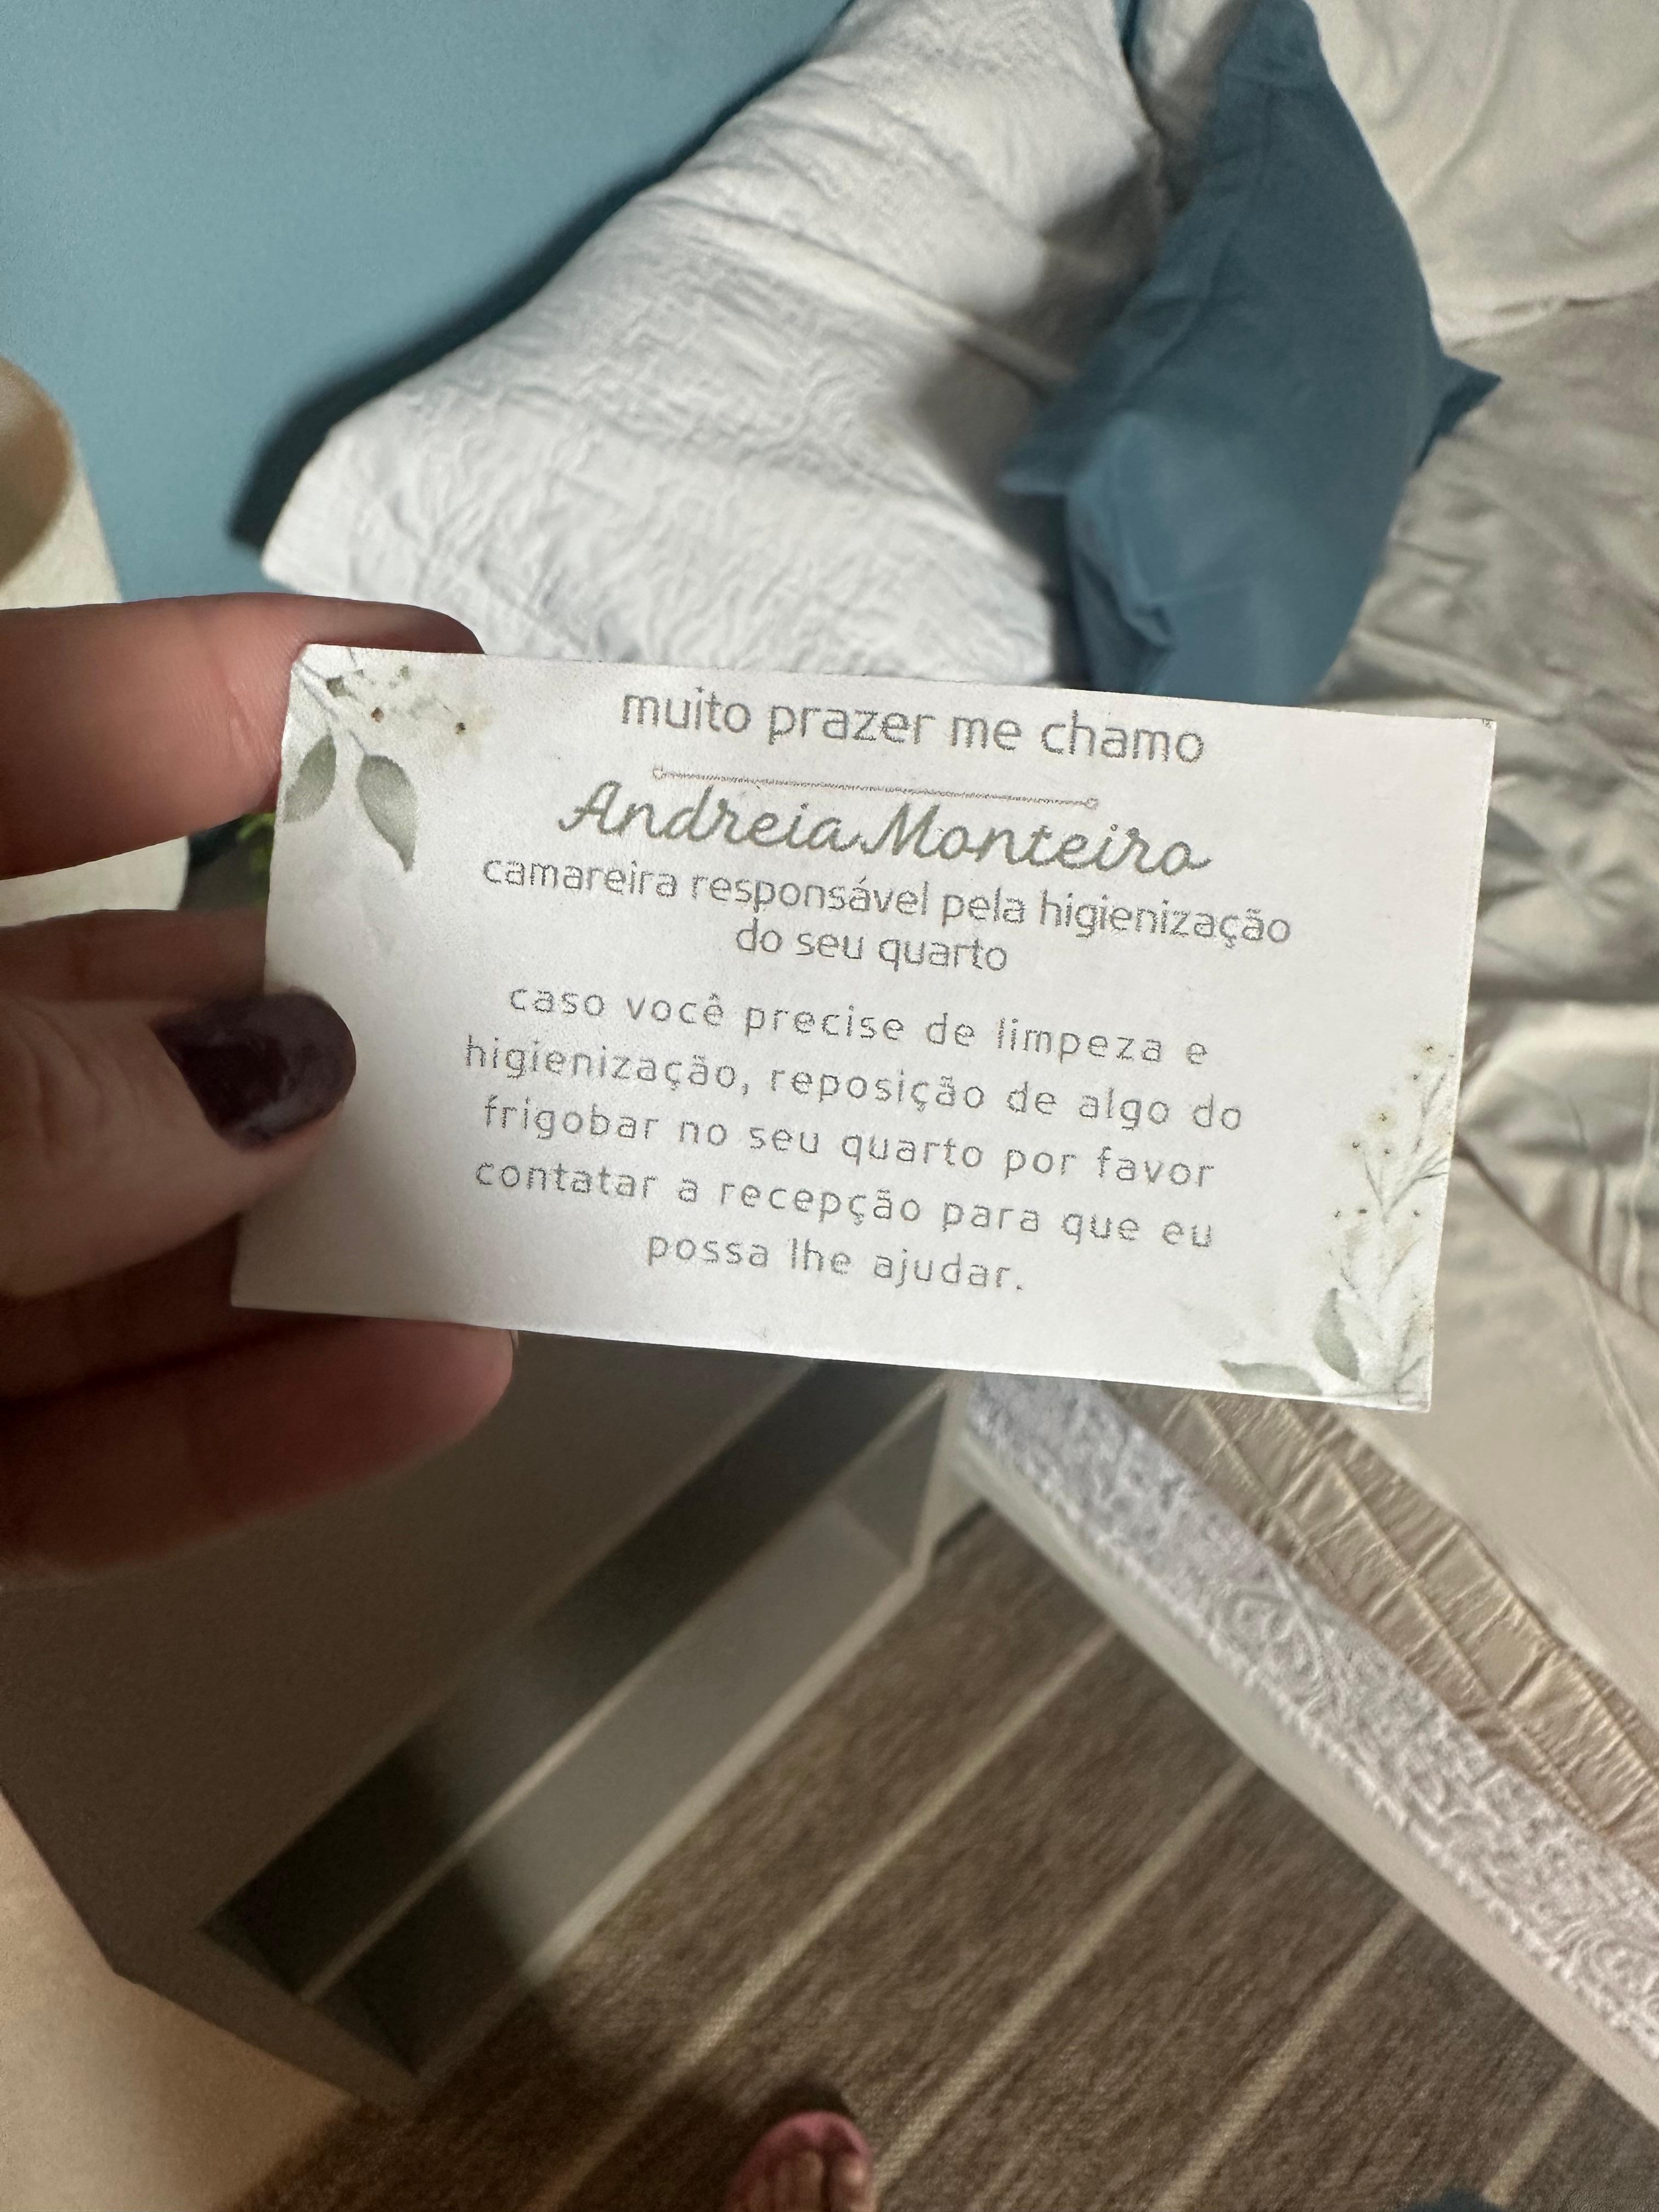 muito prazer me chamo
Andreia Monteiro
camareira responsável pela higienização
do seu quarto
caso você precise de limpeza e
higienização, reposição de algo do
frigobar no seu quarto por favor
contatar a recepção para que eu
possa lhe ajudar.